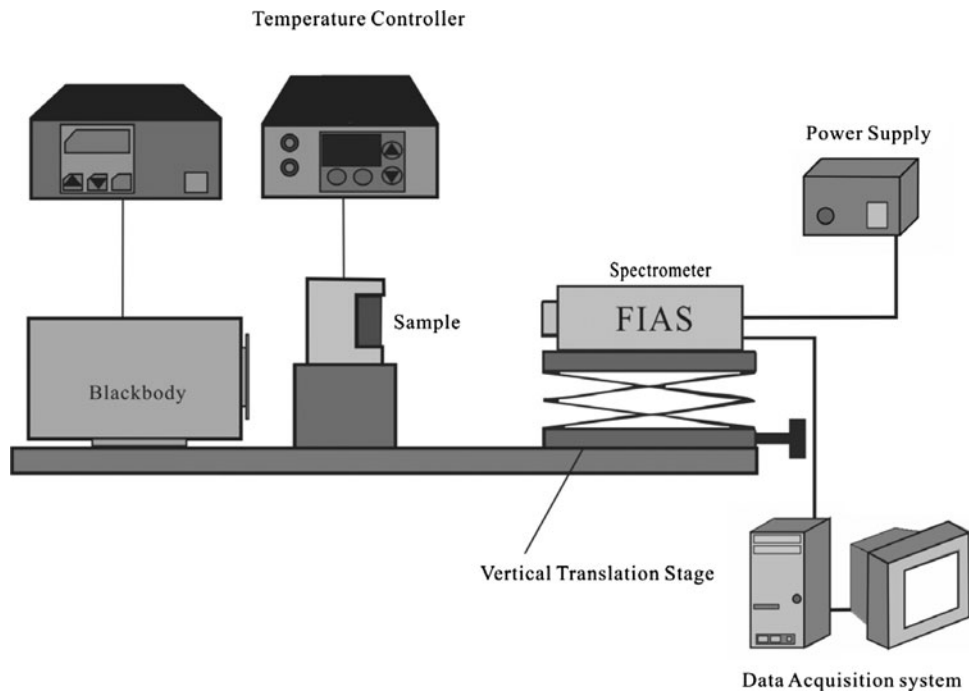 Temperature Controller
Power Supply
Spectrometer
FIAS
Sample
Blackbody
Vertical Translation Stage
Data Acquisition system